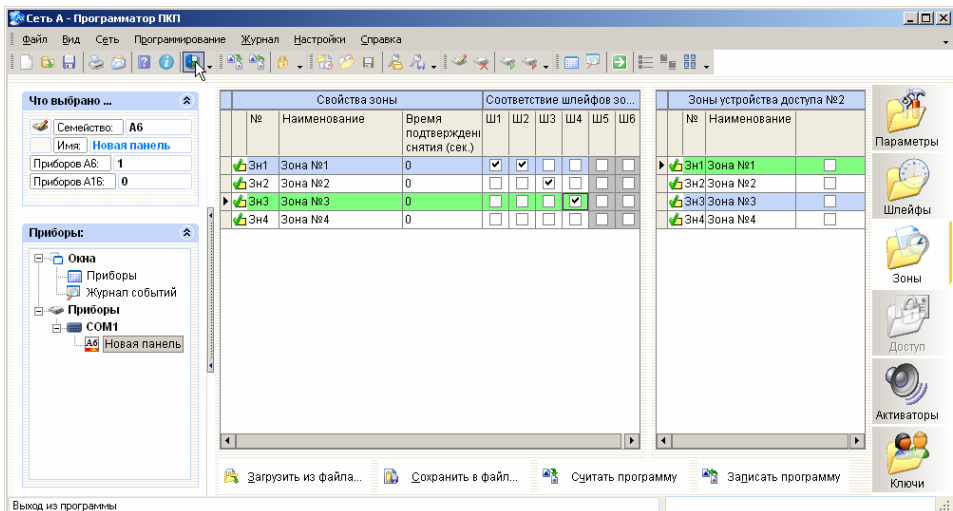 Сеть А - Программатор ПКП
Файл Вид Сеть Программирование Журнал Настройки Справка
Что выбрано ...
Семейство: А6
Имя: Новая панель
Приборов А6: 1
Приборов А16: 0
Приборы:
Окна
Приборы
Журнал событий
Приборы
COM1
А6 Новая панель
Свойства зоны Соответствие шлейфов зо...
№ Наименование Время подтвержден снятия (сек.) Ш1 Ш2 Ш3 Ш4 Ш5 Ш6
Зн1 Зона №1 0
Зн2 Зона №2 0
Зн3 Зона №3 0
Зн4 Зона №4 0
Зоны устройства доступа №2
№ Наименование
Зн1 Зона №1
Зн2 Зона №2
Зн3 Зона №3
Зн4 Зона №4
Параметры
Шлейфы
Зоны
Доступ
Активаторы
Ключи
Загрузить из файла... Сохранить в файл... Считать программу Записать программу
Выход из программы